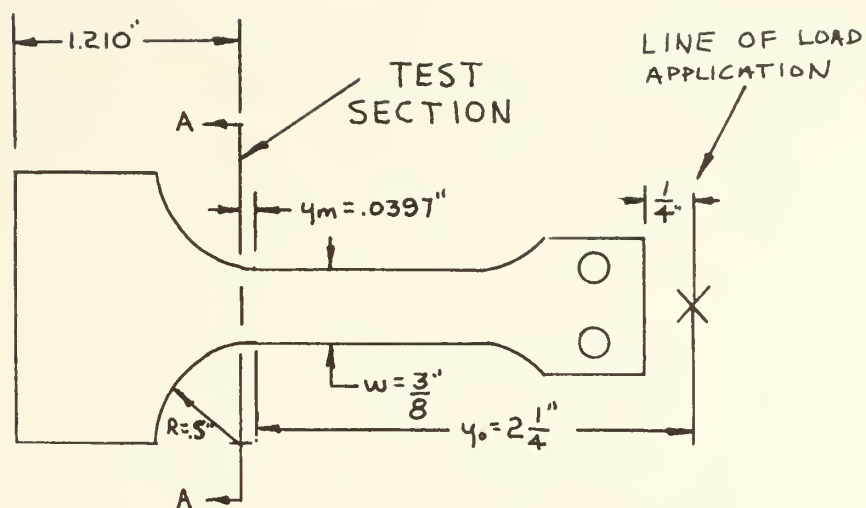 1.210"
LINE OF LOAD
APPLICATION
TEST
SECTION
A
ym = .0397"
1/4"
w = 3/8"
R=.5"
yo = 2 1/4"
A